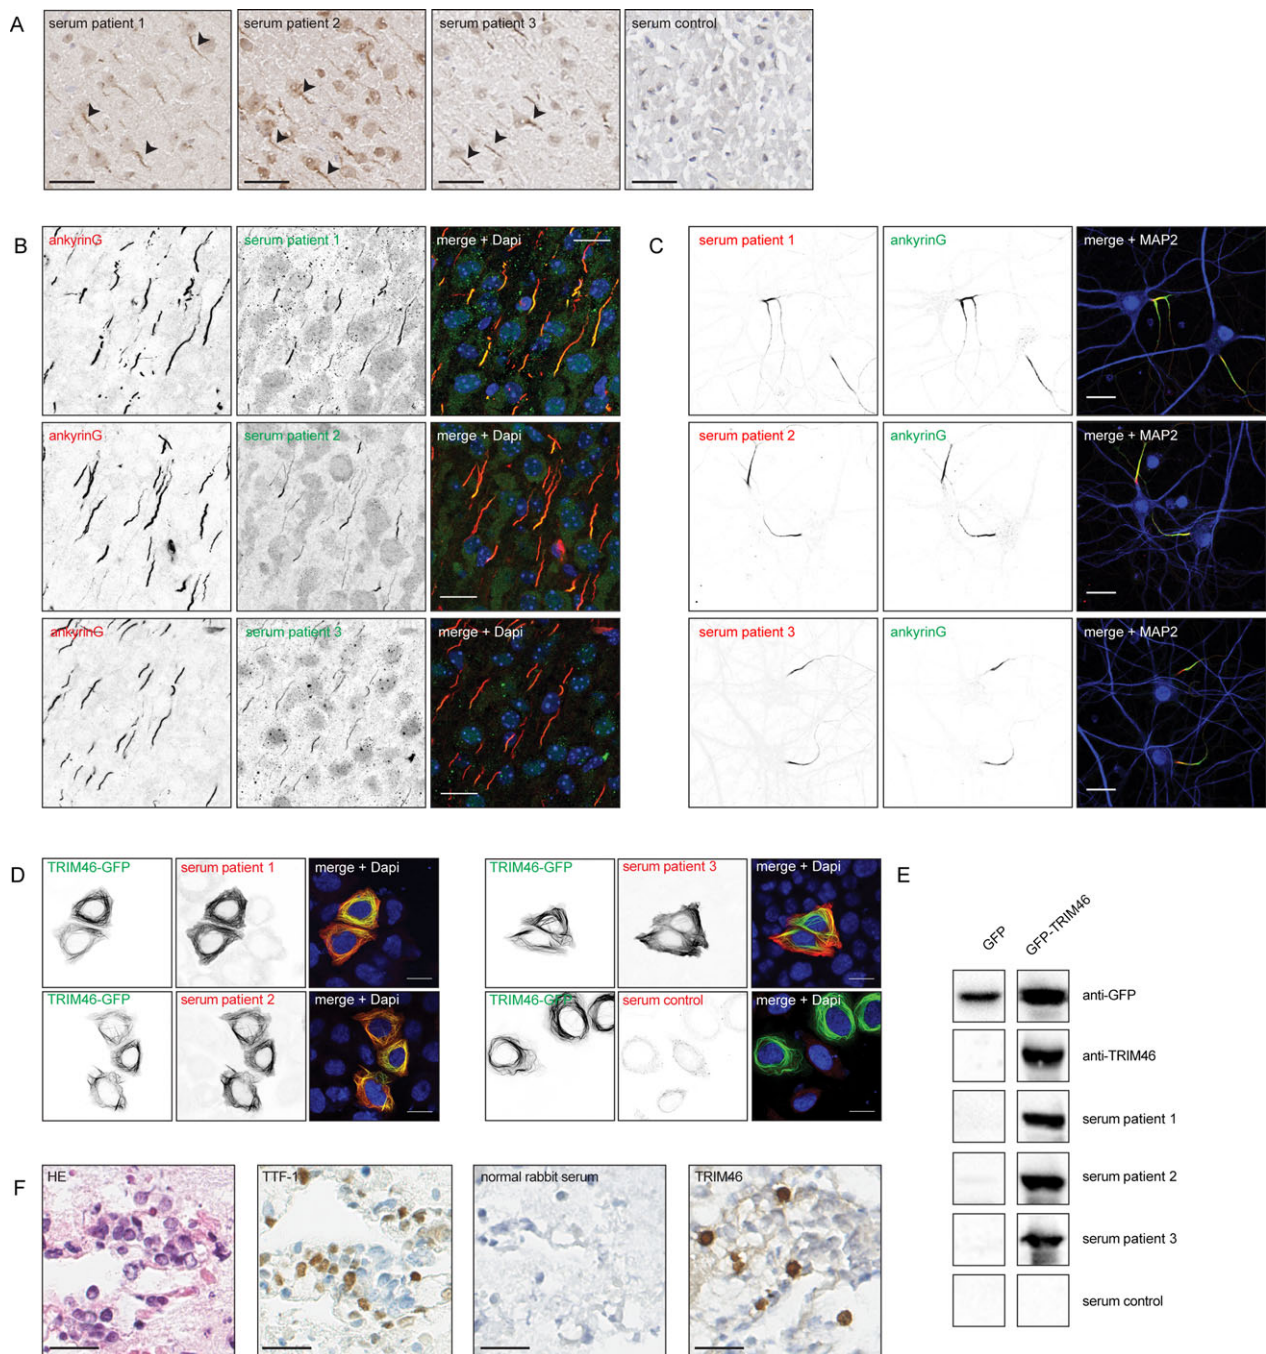 A
serum patient 1
serum patient 2
serum patient 3
serum control
B
ankyrinG
serum patient 1
merge + Dapi
ankyrinG
serum patient 2
merge + Dapi
ankyrinG
serum patient 3
merge + Dapi
C
serum patient 1
ankyrinG
merge + MAP2
serum patient 2
ankyrinG
merge + MAP2
serum patient 3
ankyrinG
merge + MAP2
D
TRIM46-GFP
serum patient 1
merge + Dapi
TRIM46-GFP
serum patient 3
merge + Dapi
TRIM46-GFP
serum patient 2
merge + Dapi
TRIM46-GFP
serum control
merge + Dapi
E
GFP
GFP-TRIM46
anti-GFP
anti-TRIM46
serum patient 1
serum patient 2
serum patient 3
serum control
F
HE
TTF-1
normal rabbit serum
TRIM46